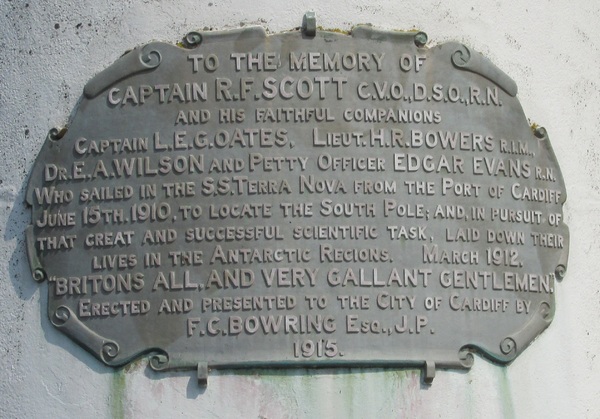 TO THE MEMORY OF
CAPTAIN R.F.SCOTT C.V.O., D.S.O., R.N.
AND HIS FAITHFUL COMPANIONS
CAPTAIN L.E.G.OATES, LIEUT. H.R.BOWERS R.I.M.,
DR. E.A.WILSON AND PETTY OFFICER EDGAR EVANS R.N.
WHO SAILED IN THE S.S.TERRA NOVA FROM THE PORT OF CARDIFF
JUNE 15TH. 1910, TO LOCATE THE SOUTH POLE; AND, IN PURSUIT OF
THAT GREAT AND SUCCESSFUL SCIENTIFIC TASK, LAID DOWN THEIR
LIVES IN THE ANTARCTIC REGIONS. MARCH 1912.
"BRITONS ALL, AND VERY GALLANT GENTLEMEN."
ERECTED AND PRESENTED TO THE CITY OF CARDIFF BY
F.C.BOWRING ESQ., J.P.
1915.